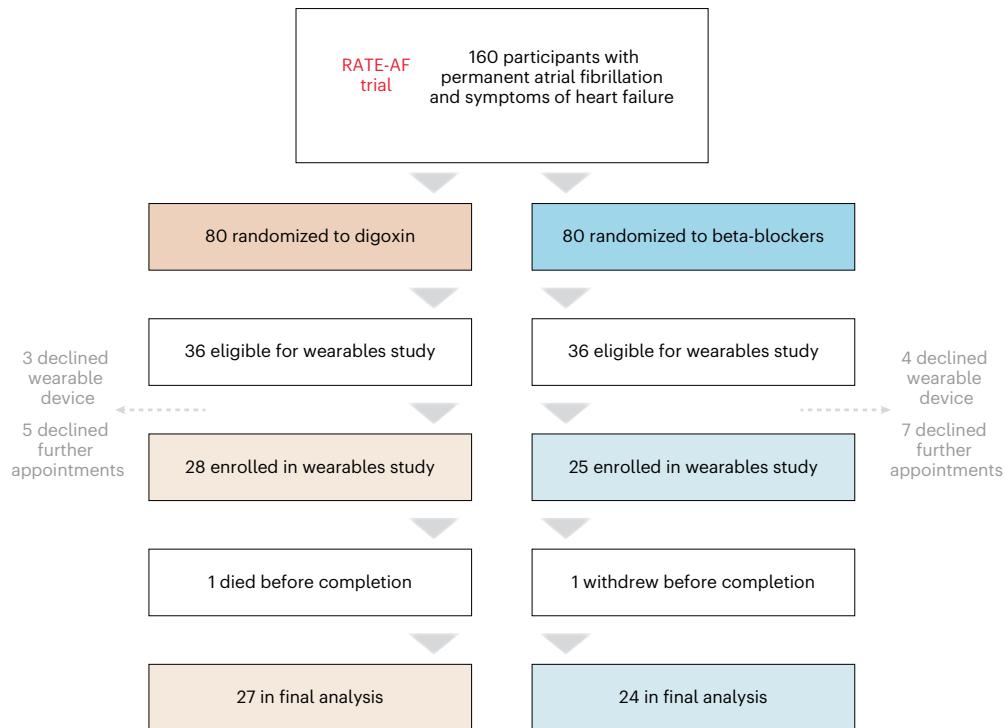 RATE-AF
trial
160 participants with
permanent atrial fibrillation
and symptoms of heart failure
80 randomized to digoxin
80 randomized to beta-blockers
36 eligible for wearables study
36 eligible for wearables study
3 declined
wearable
device
5 declined
further
appointments
4 declined
wearable
device
7 declined
further
appointments
28 enrolled in wearables study
25 enrolled in wearables study
1 died before completion
1 withdrew before completion
27 in final analysis
24 in final analysis